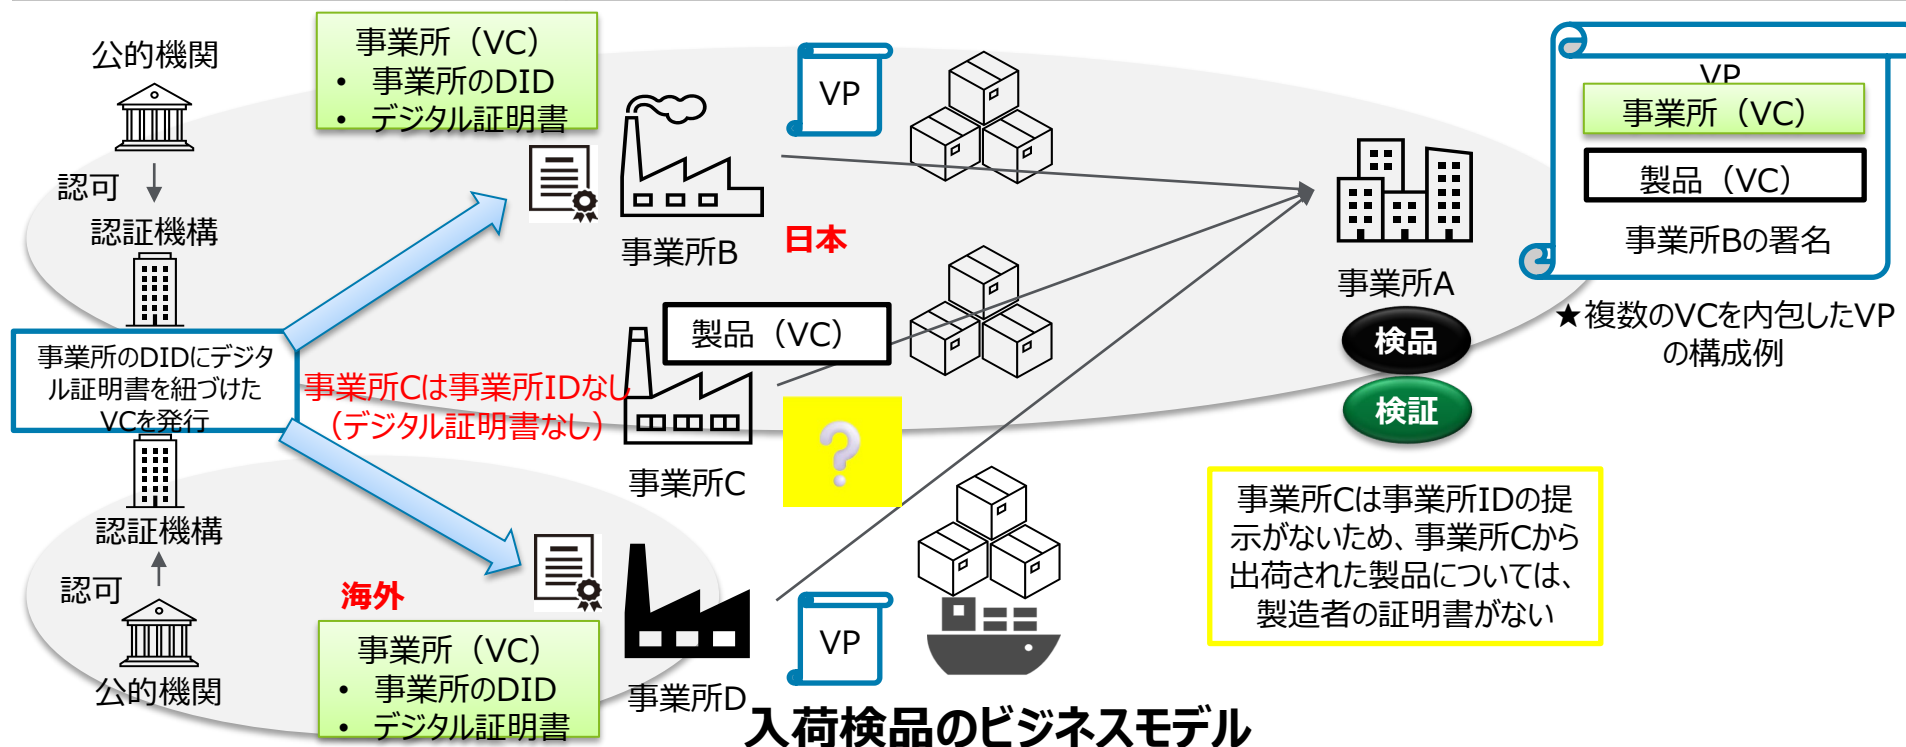 公的機関
認可
認証機構
事業所のDIDにデジタ
ル証明書を紐づけた
VCを発行
認証機構
認可
公的機関
事業所（VC）
• 事業所のDID
• デジタル証明書
事業所B
日本
VP
製品（VC）
事業所Cは事業所IDなし
（デジタル証明書なし）
事業所C
?
海外
事業所（VC）
• 事業所のDID
• デジタル証明書
事業所D
VP
事業所A
検品
検証
VP
事業所（VC）
製品（VC）
事業所Bの署名
★複数のVCを内包したVP
の構成例
事業所Cは事業所IDの提
示がないため、事業所Cから
出荷された製品については、
製造者の証明書がない
入荷検品のビジネスモデル